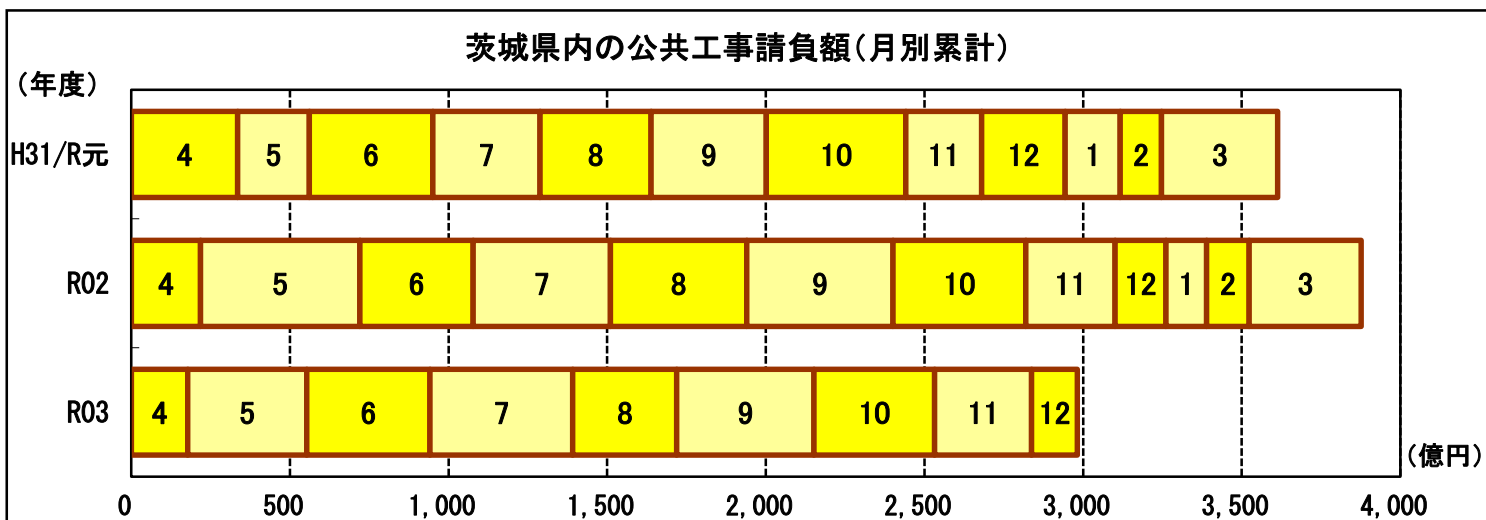 茨城県内の公共工事請負額(月別累計)
(年度)
H31/R元 4 5 6 7 8 9 10 11 12 1 2 3
R02 4 5 6 7 8 9 10 11 12 1 2 3
R03 4 5 6 7 8 9 10 11 12
(億円)
0 500 1,000 1,500 2,000 2,500 3,000 3,500 4,000